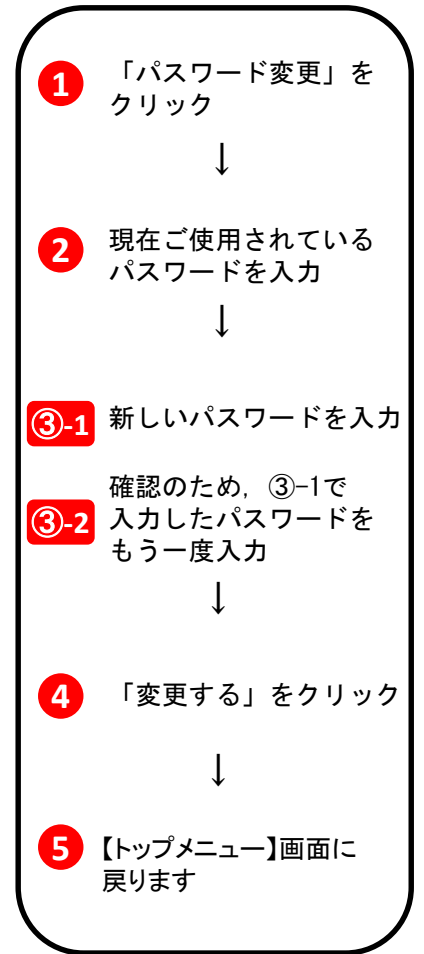 1 「パスワード変更」を
クリック
↓
2 現在ご使用されている
パスワードを入力
↓
③-1 新しいパスワードを入力
確認のため，③-1で
③-2 入力したパスワードを
もう一度入力
↓
4 「変更する」をクリック
↓
5 【トップメニュー】画面に
戻ります